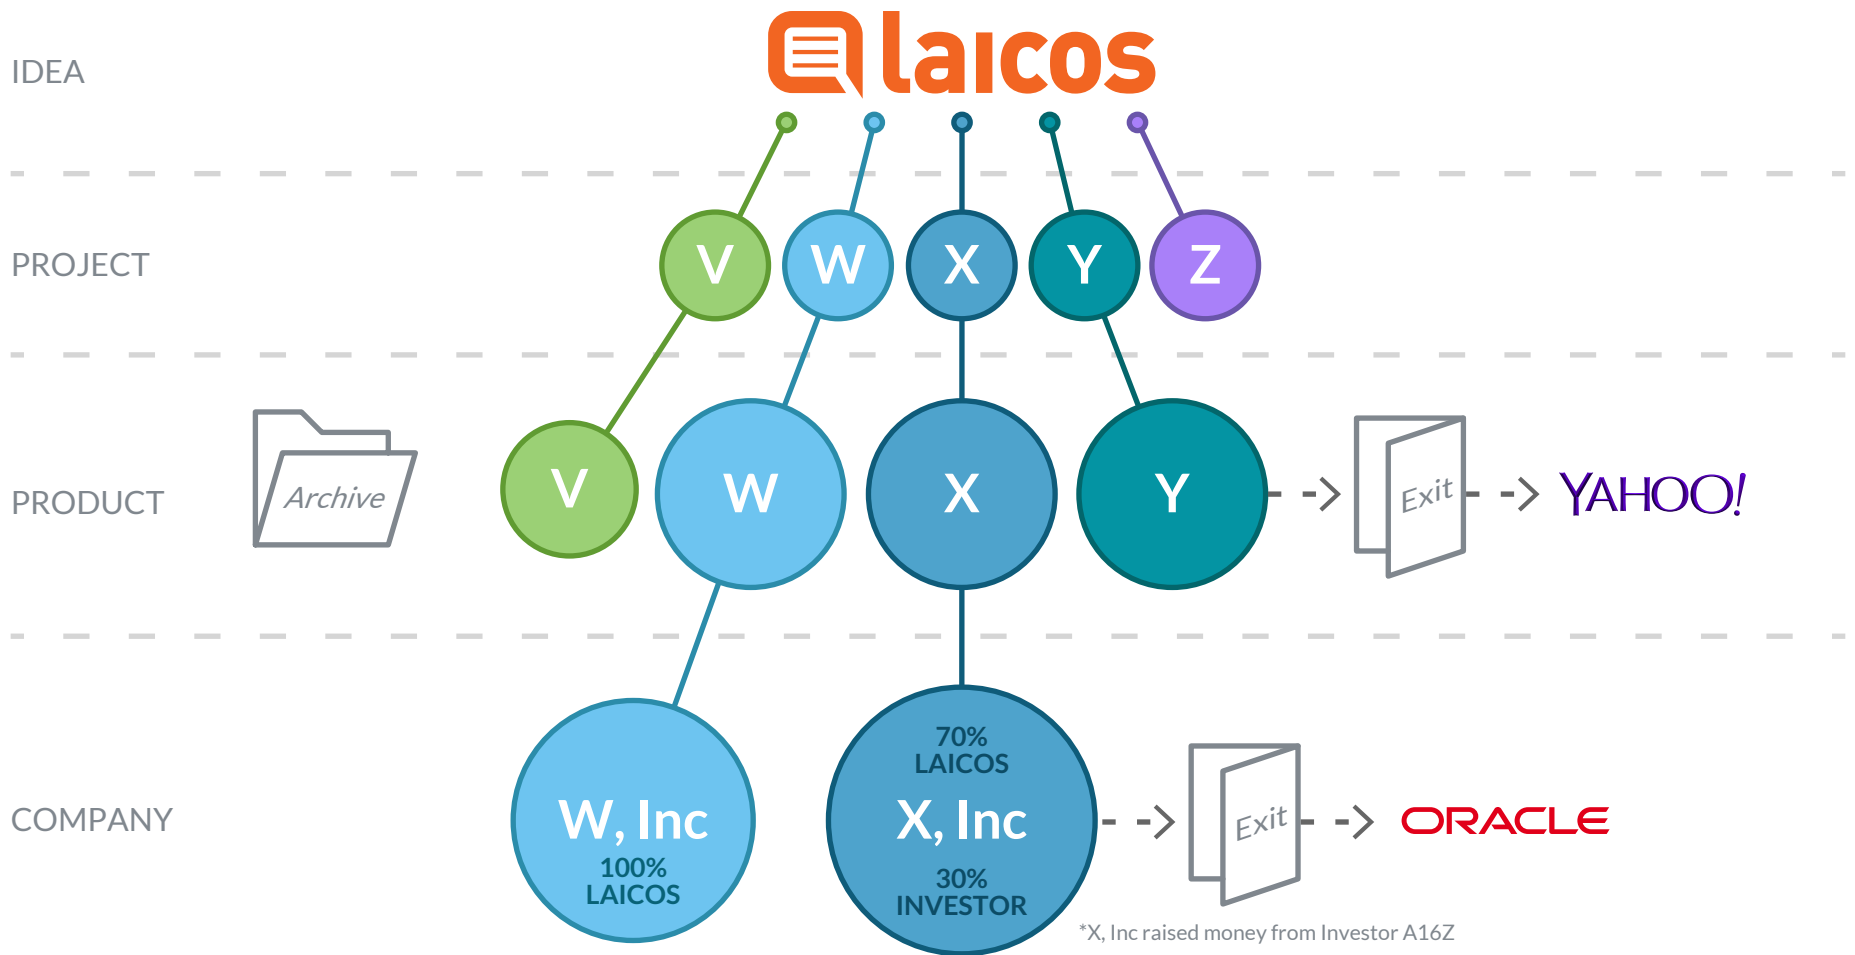 laicos
IDEA
PROJECT
V W X Y Z
PRODUCT
Archive
V W X Y
Exit
YAHOO!
COMPANY
W, Inc
100%
LAICOS
70%
LAICOS
X, Inc
30%
INVESTOR
Exit
ORACLE
*X, Inc raised money from Investor A16Z